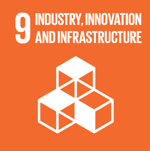 9 INDUSTRY, INNOVATION
AND INFRASTRUCTURE